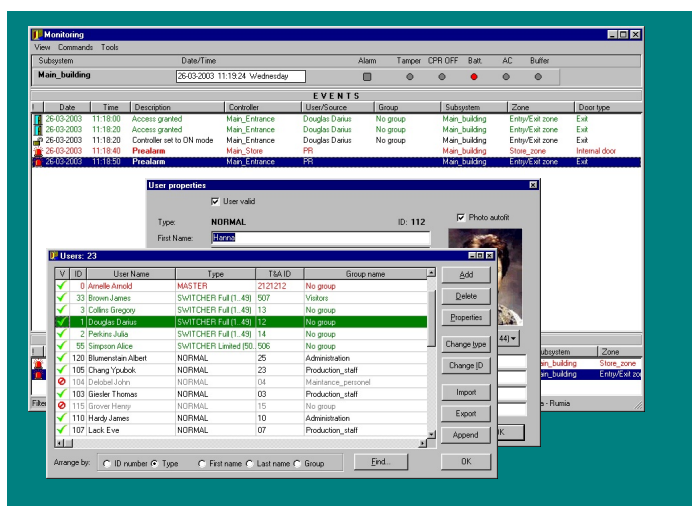 Monitoring
View Commands Tools
Subsystem Date/Time Alarm Tamper CPR OFF Batt. AC Buffer
Main_building 26-03-2003 11:19:24 Wednesday
EVENTS
! Date Time Description Controller User/Source Group Subsystem Zone Door type
26-03-2003 11:18:00 Access granted Main_Entrance Douglas Darius No group Main_building Entry/Exit zone Exit
26-03-2003 11:18:20 Access granted Main_Entrance Douglas Darius No group Main_building Entry/Exit zone Exit
26-03-2003 11:18:20 Controller set to ON mode Main_Entrance Douglas Darius No group Main_building Entry/Exit zone Exit
26-03-2003 11:18:40 Prealarm Main_Store PR Main_building Store_zone Internal door
26-03-2003 11:18:50 Prealarm Main_Entrance PR Main_building Entry/Exit zone Exit
User properties
User valid
Type: NORMAL ID: 112 Photo autofit
First Name: Hanna
Users: 23
V ID User Name Type T&A ID Group name
0 Arnelle Arnold MASTER 2121212 No group
33 Brown James SWITCHER Full (1..49) 507 Visitors
3 Collins Gregory SWITCHER Full (1..49) 13 No group
1 Douglas Darius SWITCHER Full (1..49) 12 No group
2 Perkins Julia SWITCHER Full (1..49) 14 No group
55 Simpson Alice SWITCHER Limited (50.. 506 No group
120 Blumenstain Albert NORMAL 25 Administration
105 Chang Ypubok NORMAL 23 Production_staff
104 Delobel John NORMAL 04 Maintance_personel
103 Giesler Thomas NORMAL 03 Production_staff
115 Grover Henry NORMAL 15 No group
110 Hardy James NORMAL 10 Administration
107 Lack Eve NORMAL 07 Production_staff
Add
Delete
Properties
Change type
Change ID
Import
Export
Append
OK
Arrange by: ID number Type First name Last name Group Find...
44)
! ubsystem Zone
ain_building Store_zone
ain_building Entry/Exit zo
Filte a - Rumia